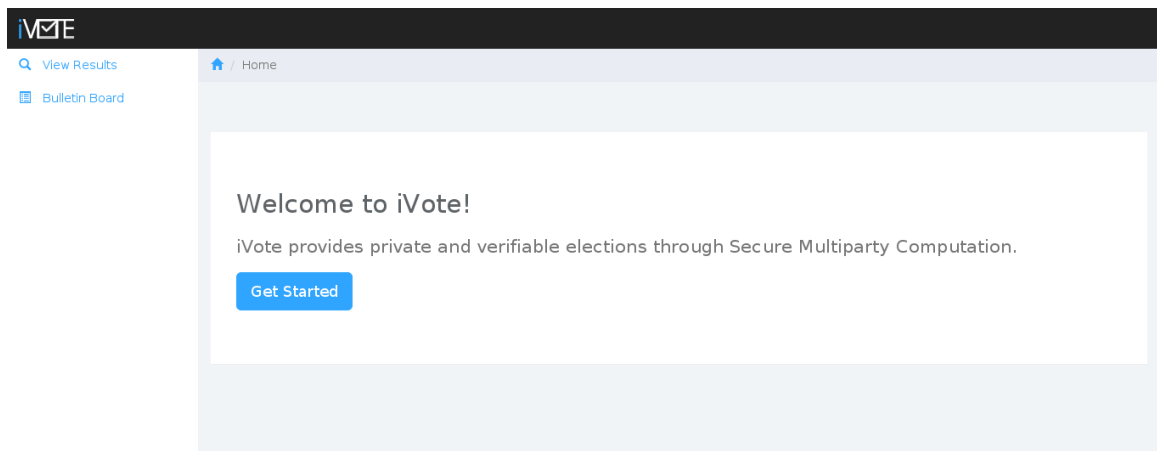 iVOTE
View Results
Bulletin Board
/ Home
Welcome to iVote!
iVote provides private and verifiable elections through Secure Multiparty Computation.
Get Started